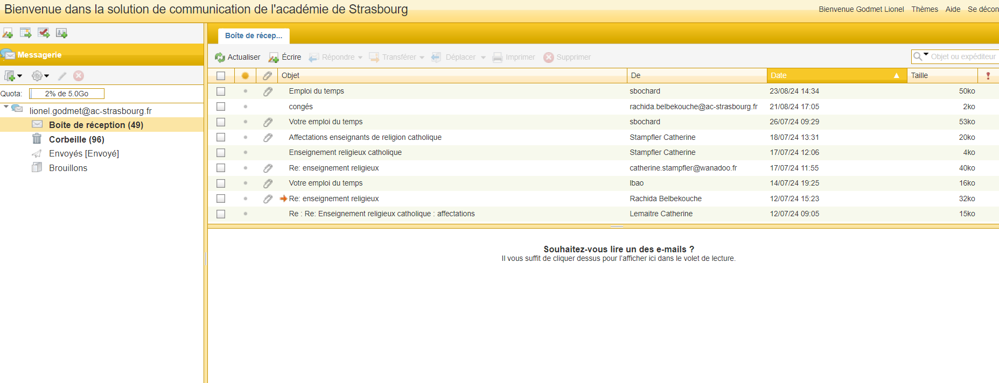 Bienvenue dans la solution de communication de l'académie de Strasbourg
Bienvenue Godmet Lionel Thèmes Aide Se décon
Boîte de récep...
Messagerie
Actualiser Écrire Répondre Transférer Déplacer Imprimer Supprimer Objet ou expéditeur
Quota: 2% de 5.0Go
lionel.godmet@ac-strasbourg.fr
Boîte de réception (49)
Corbeille (96)
Envoyés [Envoyé]
Brouillons
Objet De Date Taille
Emploi du temps sbochard 23/08/24 14:34 50ko
congés rachida.belbekouche@ac-strasbourg.fr 21/08/24 17:05 2ko
Votre emploi du temps sbochard 26/07/24 09:29 53ko
Affectations enseignants de religion catholique Stampfler Catherine 18/07/24 13:31 20ko
Enseignement religieux catholique Stampfler Catherine 17/07/24 12:06 4ko
Re: enseignement religieux catherine.stampfler@wanadoo.fr 17/07/24 11:55 40ko
Votre emploi du temps lbao 14/07/24 19:25 16ko
Re: enseignement religieux Rachida Belbekouche 12/07/24 15:23 32ko
Re : Re: Enseignement religieux catholique : affectations Lemaitre Catherine 12/07/24 09:05 15ko
Souhaitez-vous lire un des e-mails ?
Il vous suffit de cliquer dessus pour l'afficher ici dans le volet de lecture.